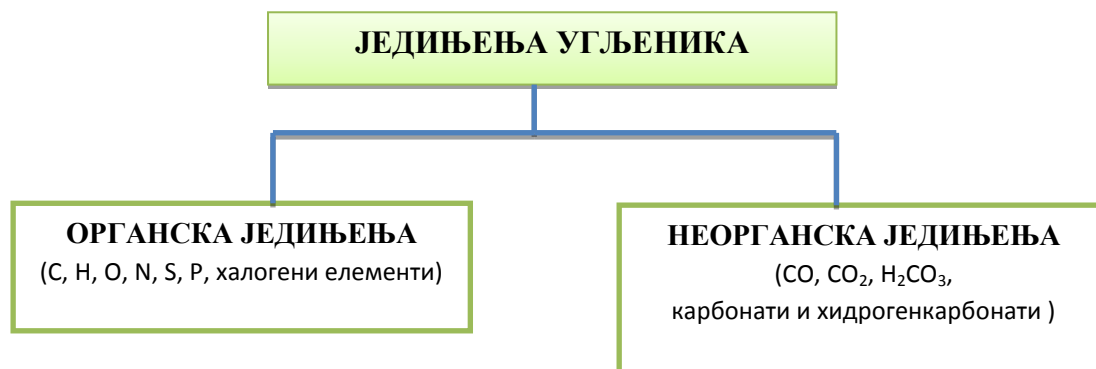 ЈЕДИЊЕЊА УГЉЕНИКА
ОРГАНСКА ЈЕДИЊЕЊА
(C, H, O, N, S, P, халогени елементи)
НЕОРГАНСКА ЈЕДИЊЕЊА
(CO, CO₂, H₂CO₃,
карбонати и хидрогенкарбонати )